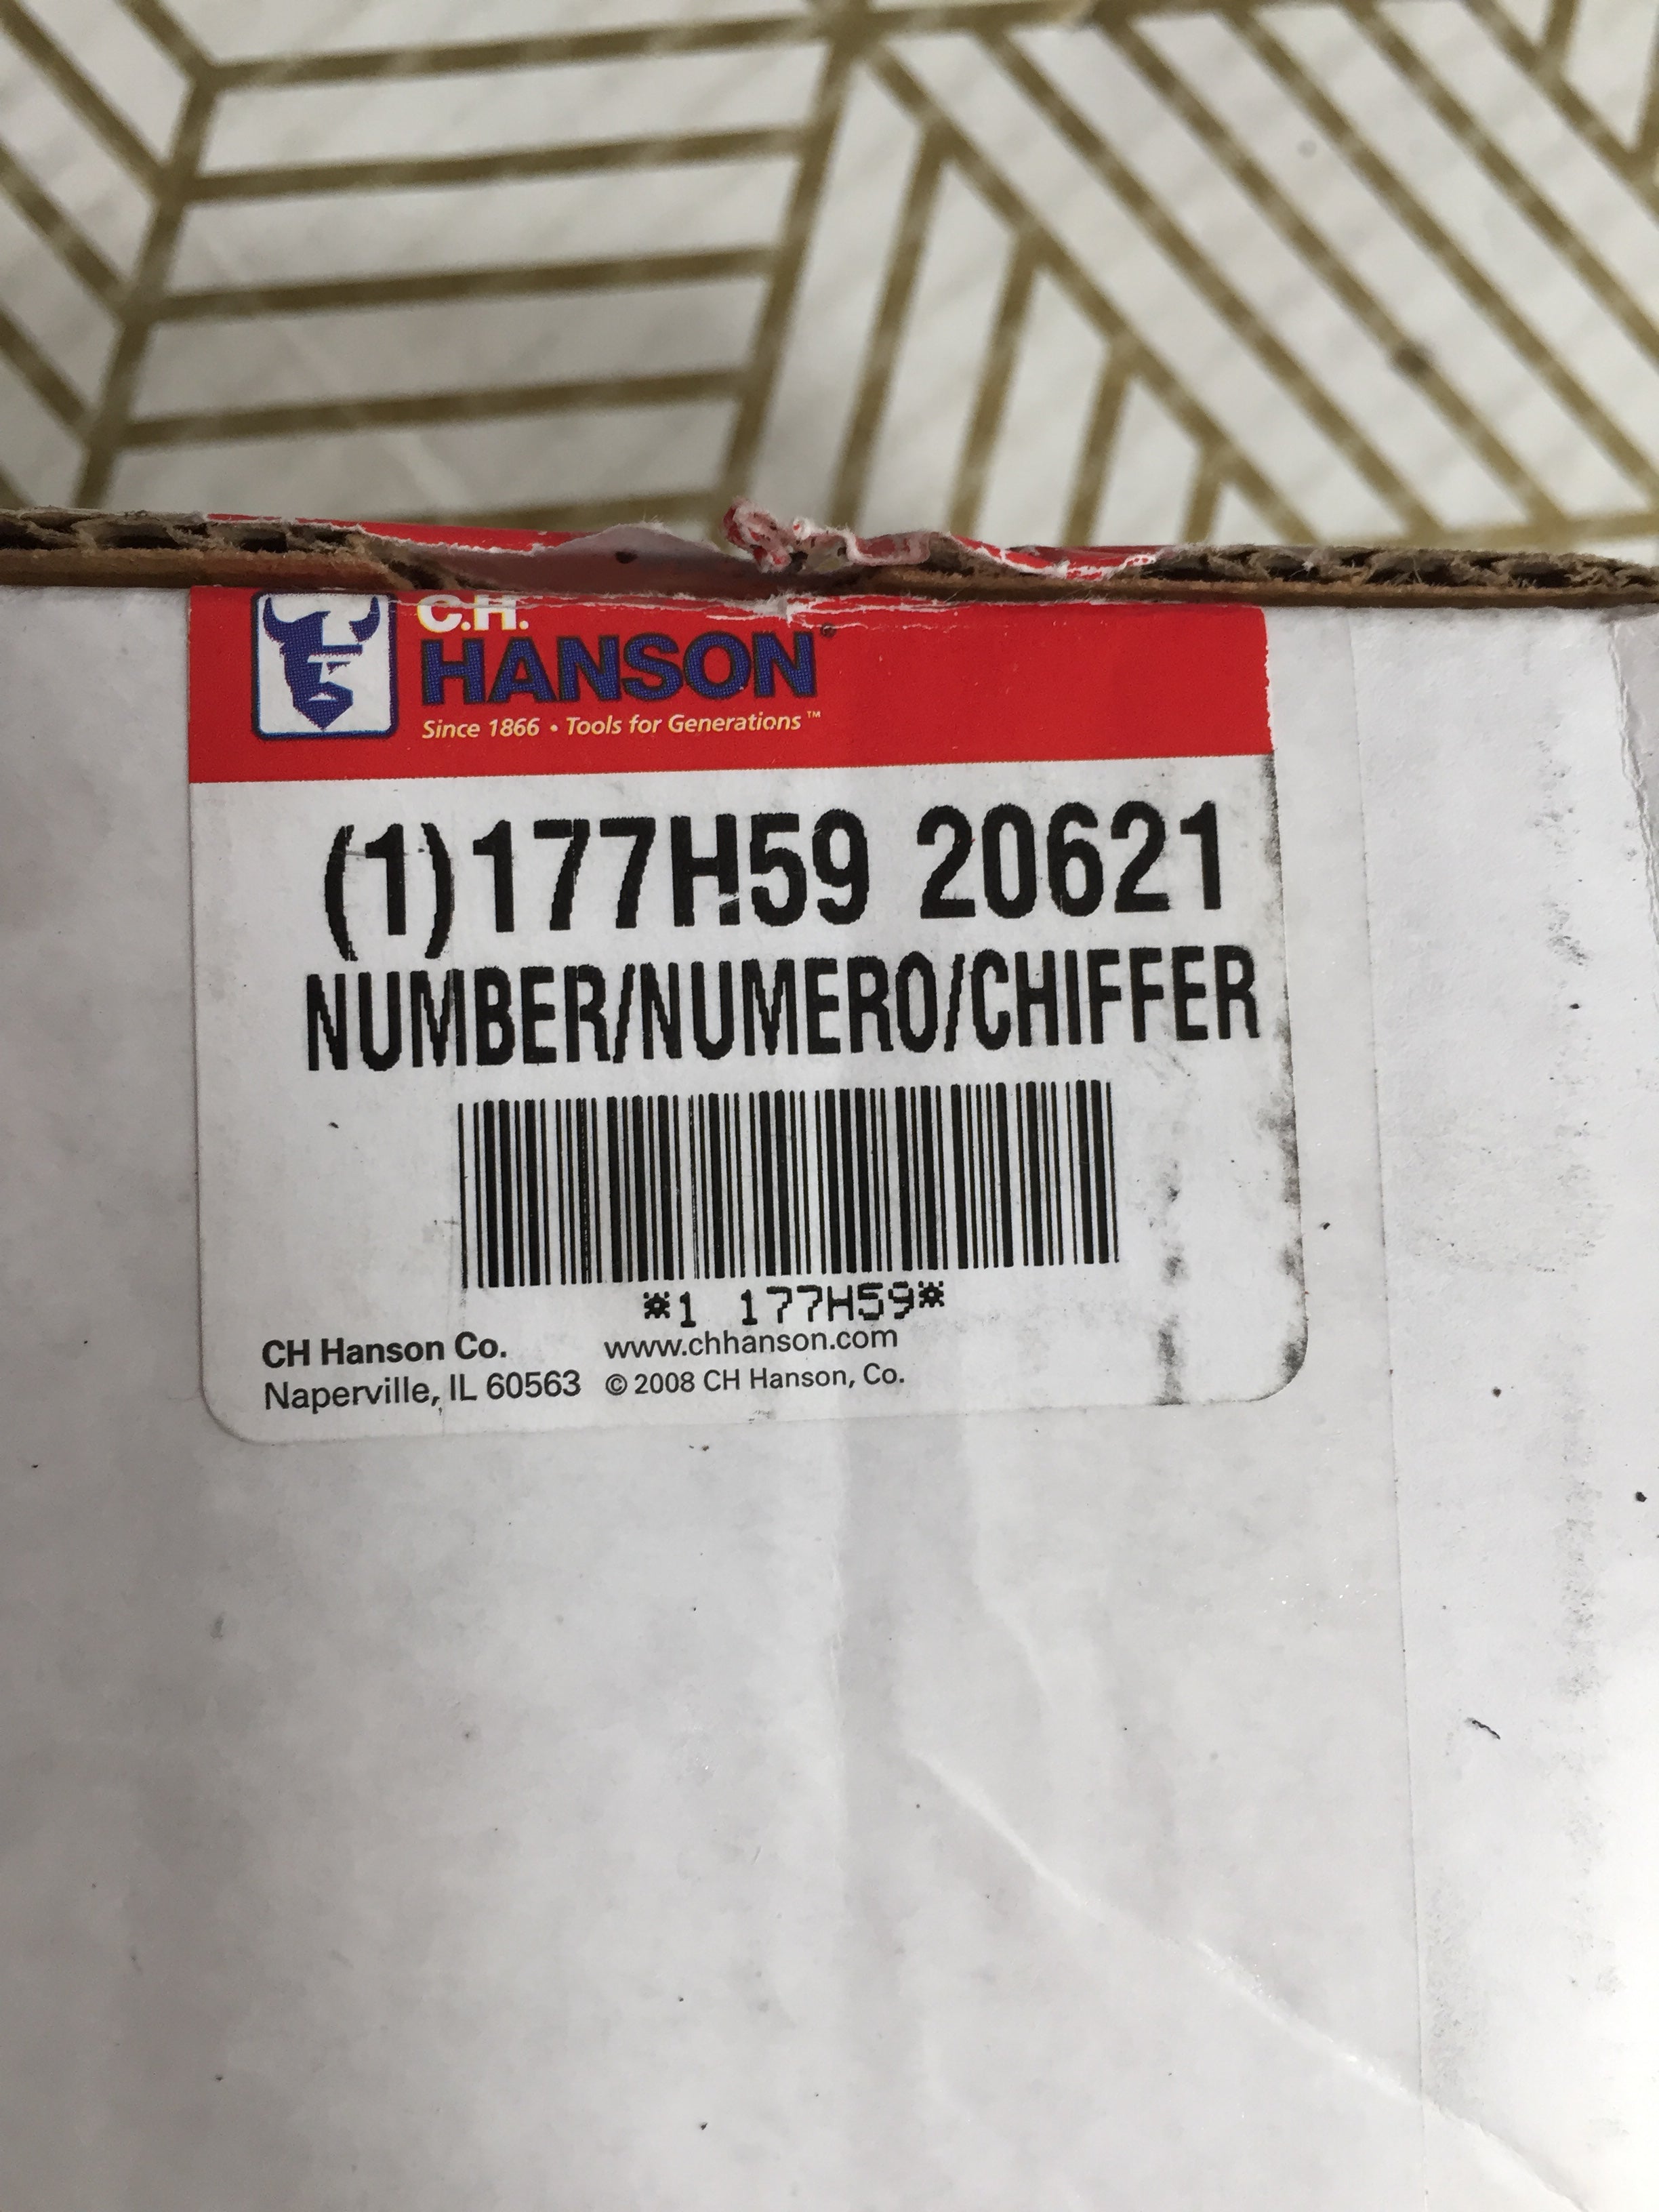 C.H.
HANSON®
Since 1866 • Tools for Generations™
(1)177H59 20621
NUMBER/NUMERO/CHIFFER
*1 177H59*
CH Hanson Co. www.chhanson.com
Naperville, IL 60563 © 2008 CH Hanson, Co.